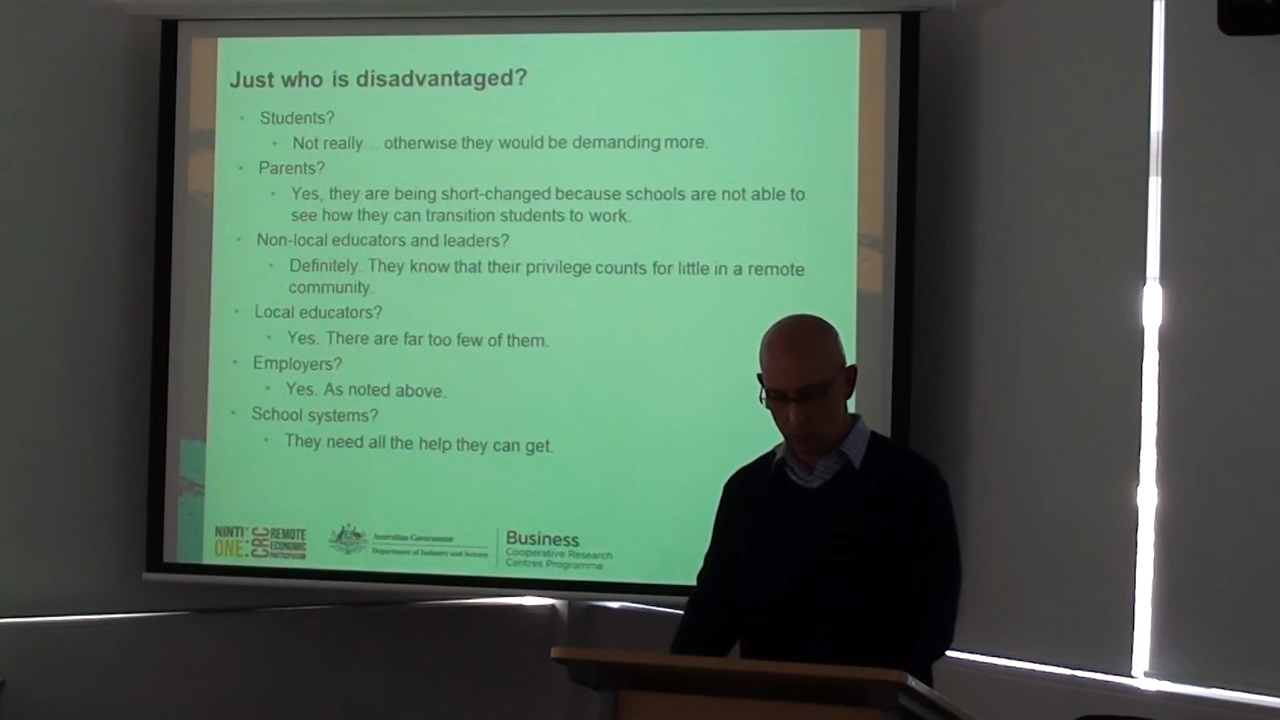 Just who is disadvantaged?
• Students?
• Not really... otherwise they would be demanding more.
• Parents?
• Yes, they are being short-changed because schools are not able to
see how they can transition students to work.
• Non-local educators and leaders?
• Definitely. They know that their privilege counts for little in a remote
community.
• Local educators?
• Yes. There are far too few of them.
• Employers?
• Yes. As noted above.
• School systems?
• They need all the help they can get.
NINTI
ONE:
CRC
REMOTE
ECONOMIC
PARTICIPATION
Australian Government
Department of Industry and Science
Business
Cooperative Research
Centres Programme